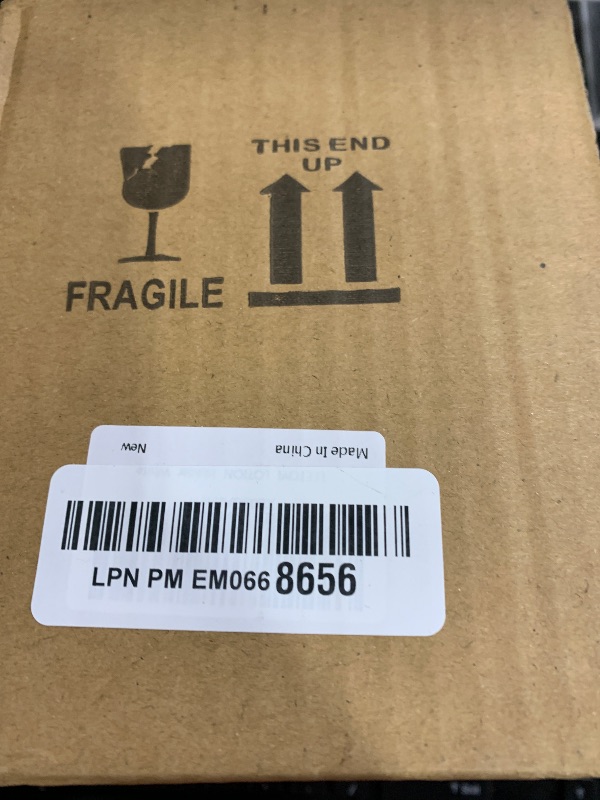 THIS END
UP
FRAGILE
New
Made In China
LPN PM EM066 8656